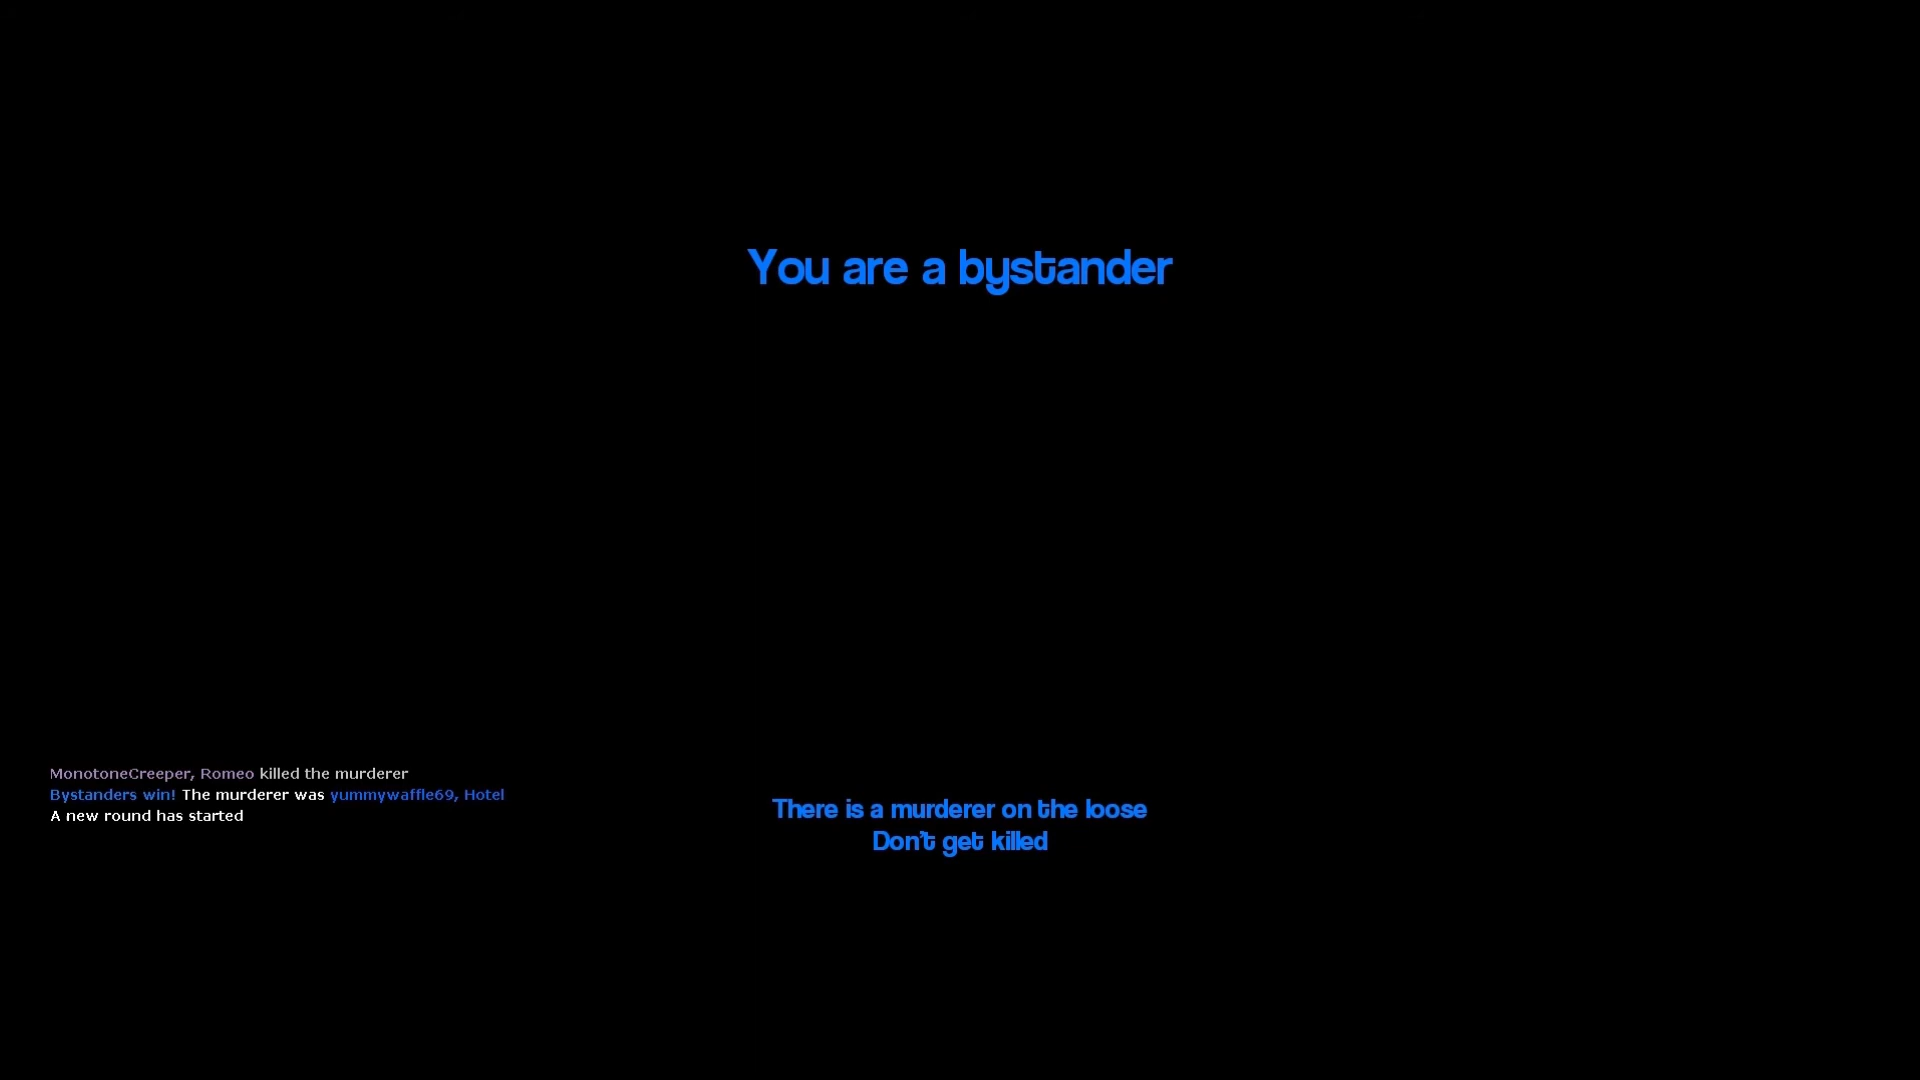 You are a bystander
MonotoneCreeper, Romeo killed the murderer
Bystanders win! The murderer was yummywaffle69, Hotel
A new round has started
There is a murderer on the loose
Don't get killed